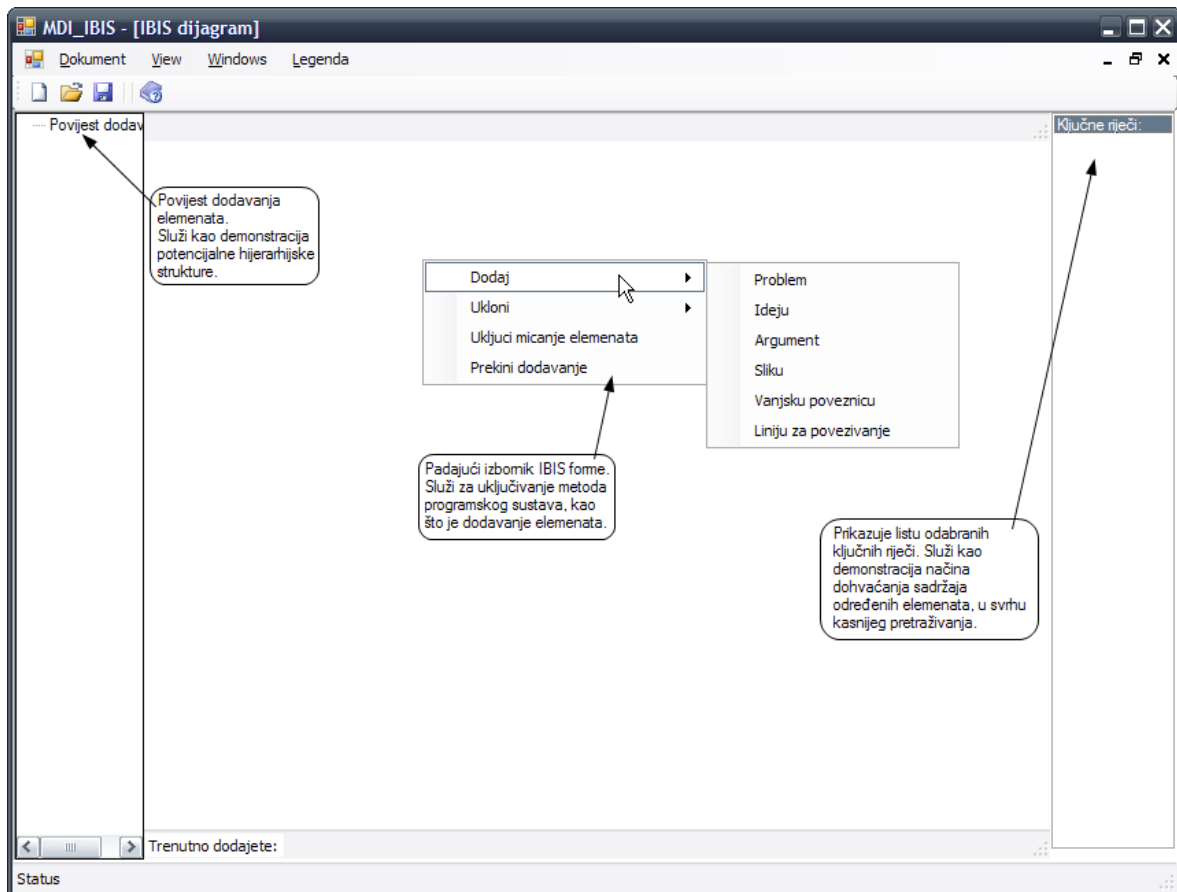 MDI_IBIS - [IBIS dijagram]
Dokument View Windows Legenda
Povijest dodav
Ključne riječi:
Povijest dodavanja
elemenata.
Služi kao demonstracija
potencijalne hijerarhijske
strukture.
Dodaj
Ukloni
Ukljuci micanje elemenata
Prekini dodavanje
Problem
Ideju
Argument
Sliku
Vanjsku poveznicu
Liniju za povezivanje
Padajući izbornik IBIS forme.
Služi za uključivanje metoda
programskog sustava, kao
što je dodavanje elemenata.
Prikazuje listu odabranih
ključnih riječi. Služi kao
demonstracija načina
dohvaćanja sadržaja
određenih elemenata, u svrhu
kasnijeg pretraživanja.
Trenutno dodajete:
Status